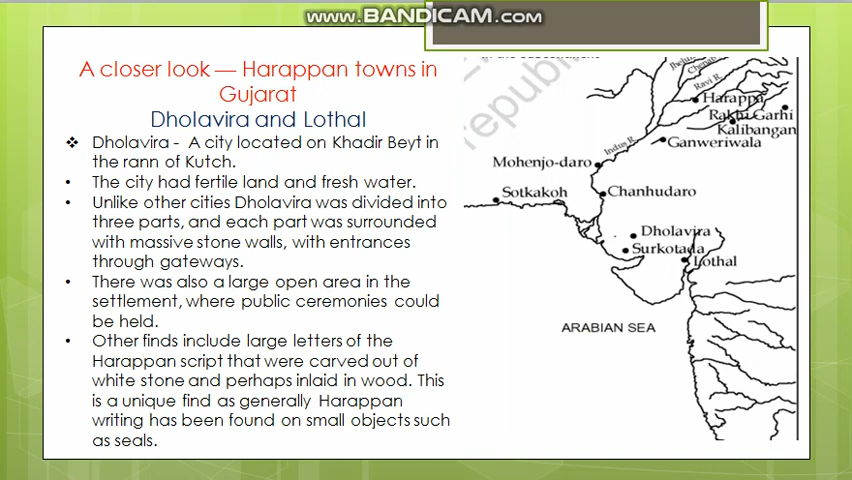 www.BANDICAM.com
A closer look — Harappan towns in
Gujarat
Dholavira and Lothal
❖ Dholavira - A city located on Khadir Beyt in
the rann of Kutch.
• The city had fertile land and fresh water.
• Unlike other cities Dholavira was divided into
three parts, and each part was surrounded
with massive stone walls, with entrances
through gateways.
• There was also a large open area in the
settlement, where public ceremonies could
be held.
• Other finds include large letters of the
Harappan script that were carved out of
white stone and perhaps inlaid in wood. This
is a unique find as generally Harappan
writing has been found on small objects such
as seals.
republi
Jhelum
Chenab
Ravi R.
Harappa
Rakhi Garhi
Kalibangan
Ganweriwala
Indus R.
Mohenjo-daro
Sotkakoh
Chanhudaro
Dholavira
Surkotada
Lothal
ARABIAN SEA